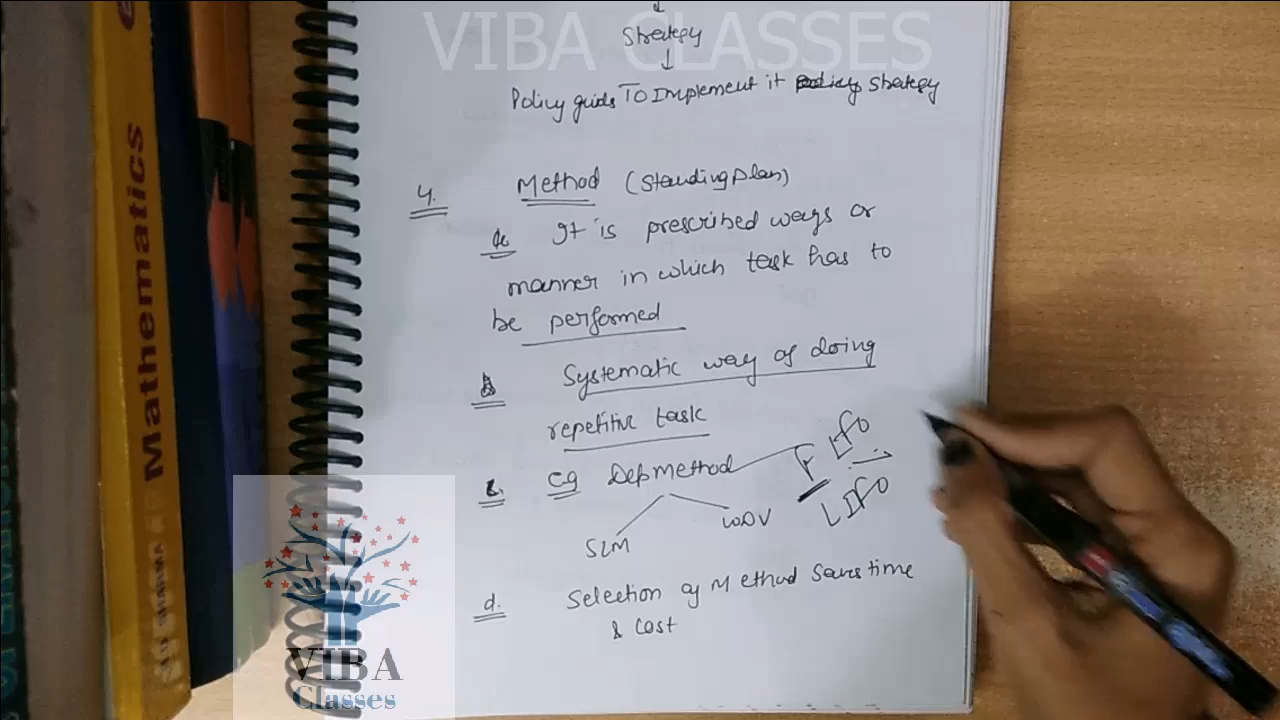 VIBA CLASSES
Strategy
↓
Policy guids TO Implement it Strategy
4. Method (Standing plan)
a. It is prescribed ways or
manner in which task has to
be performed
b Systematic way of doing
repetitive task
c. eg Dep method
FIFO
LIFO
SLM WDV
d. Selection of Method Saves time
& Cost
Mathematics
R.D. SHARMA
VIBA
Classes